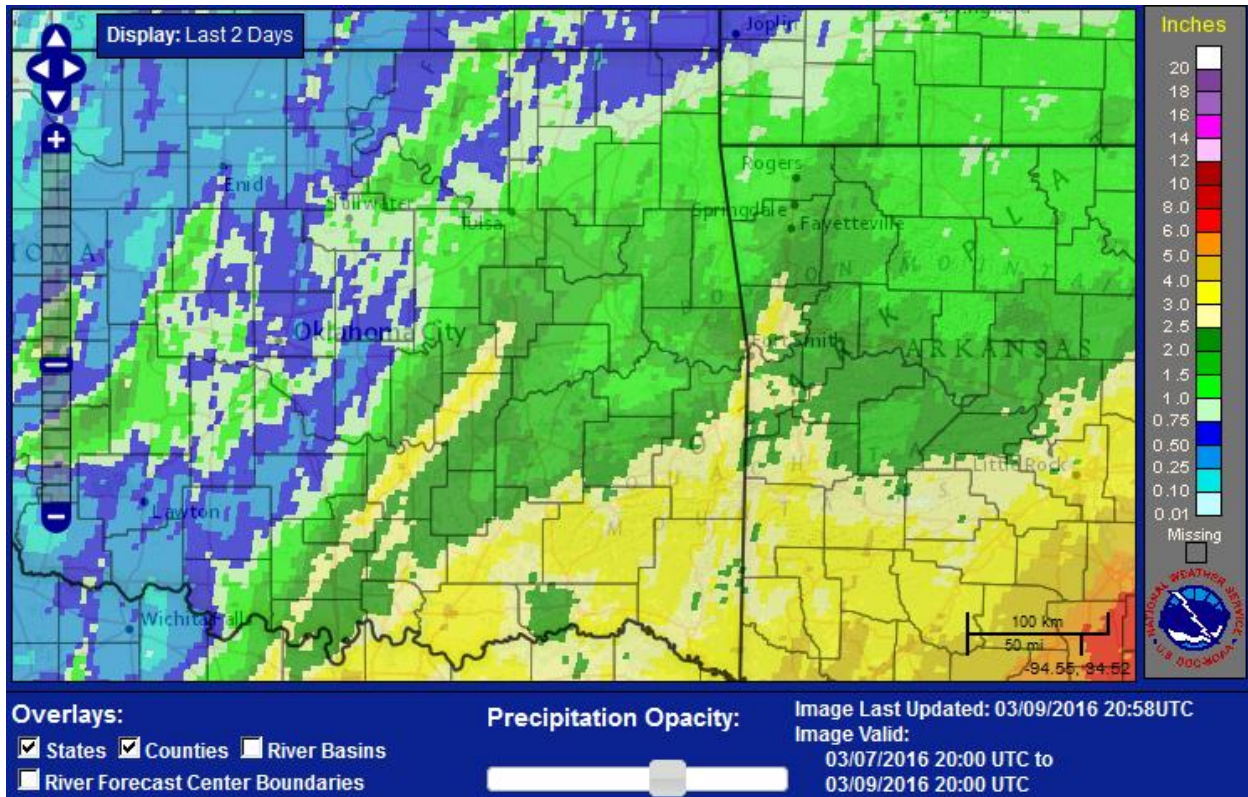 Display: Last 2 Days
Joplin
Enid
Stillwater
Tulsa
Rogers
Springdale
Fayetteville
Oklahoma City
Fort Smith
ARKANSAS
Little Rock
Lawton
Wichita Falls
100 km
50 mi
-94.55, 34.52
Inches
20
18
16
14
12
10
8.0
6.0
5.0
4.0
3.0
2.5
2.0
1.5
1.0
0.75
0.50
0.25
0.10
0.01
Missing
NATIONAL WEATHER SERVICE
U.S DOC-NOAA
Overlays:
States Counties River Basins
River Forecast Center Boundaries
Precipitation Opacity:
Image Last Updated: 03/09/2016 20:58UTC
Image Valid:
03/07/2016 20:00 UTC to
03/09/2016 20:00 UTC